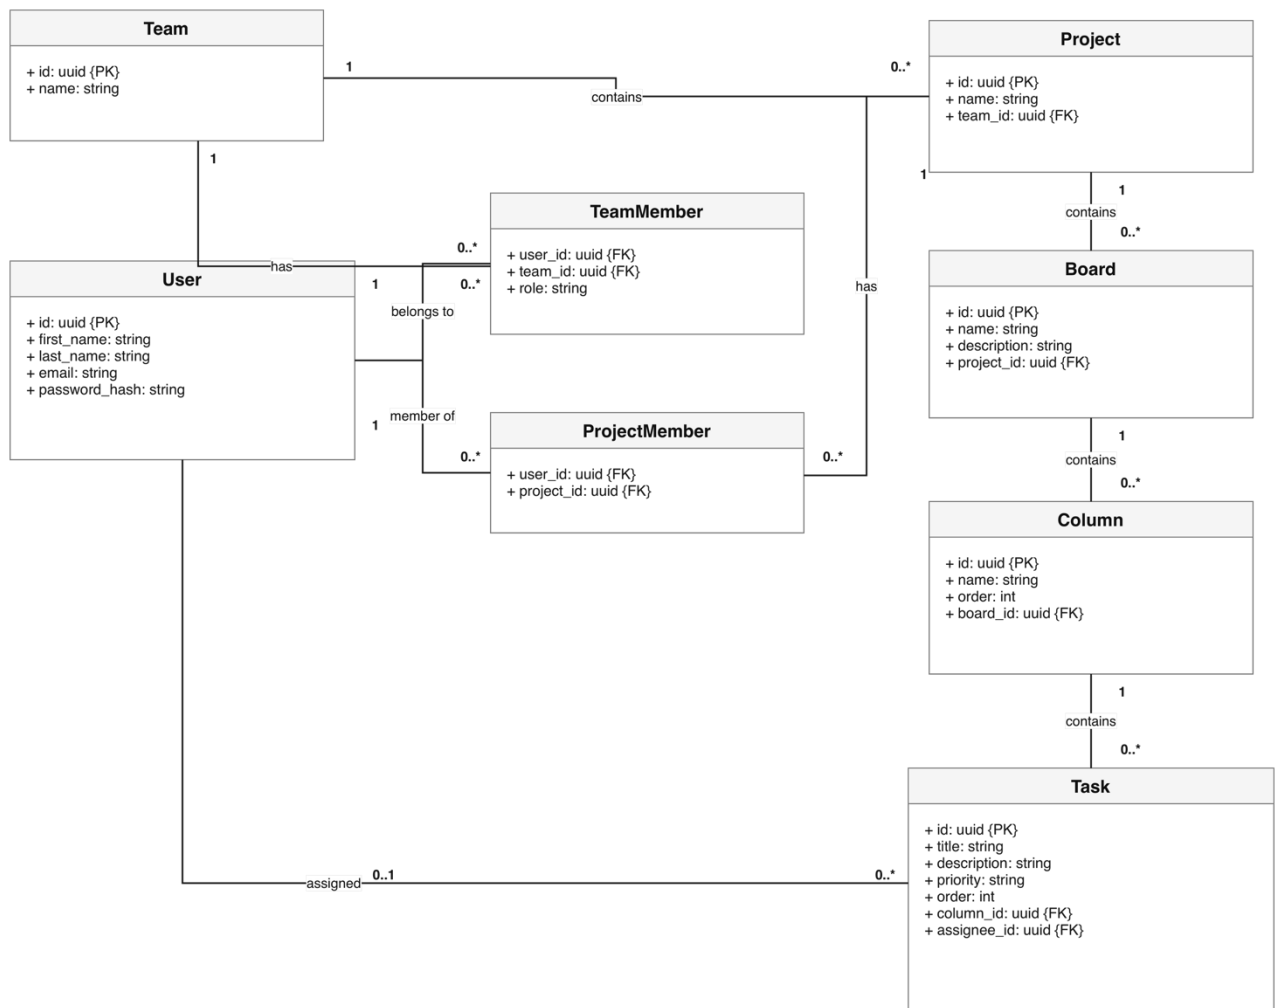 Team
+ id: uuid {PK}
+ name: string
1
contains
0..*
Project
+ id: uuid {PK}
+ name: string
+ team_id: uuid {FK}
1
1
has
0..*
TeamMember
+ user_id: uuid {FK}
+ team_id: uuid {FK}
+ role: string
1
contains
0..*
User
+ id: uuid {PK}
+ first_name: string
+ last_name: string
+ email: string
+ password_hash: string
1
0..*
belongs to
has
Board
+ id: uuid {PK}
+ name: string
+ description: string
+ project_id: uuid {FK}
member of
1
0..*
ProjectMember
+ user_id: uuid {FK}
+ project_id: uuid {FK}
0..*
1
contains
0..*
Column
+ id: uuid {PK}
+ name: string
+ order: int
+ board_id: uuid {FK}
1
contains
0..*
Task
+ id: uuid {PK}
+ title: string
+ description: string
+ priority: string
+ order: int
+ column_id: uuid {FK}
+ assignee_id: uuid {FK}
assigned
0..1
0..*